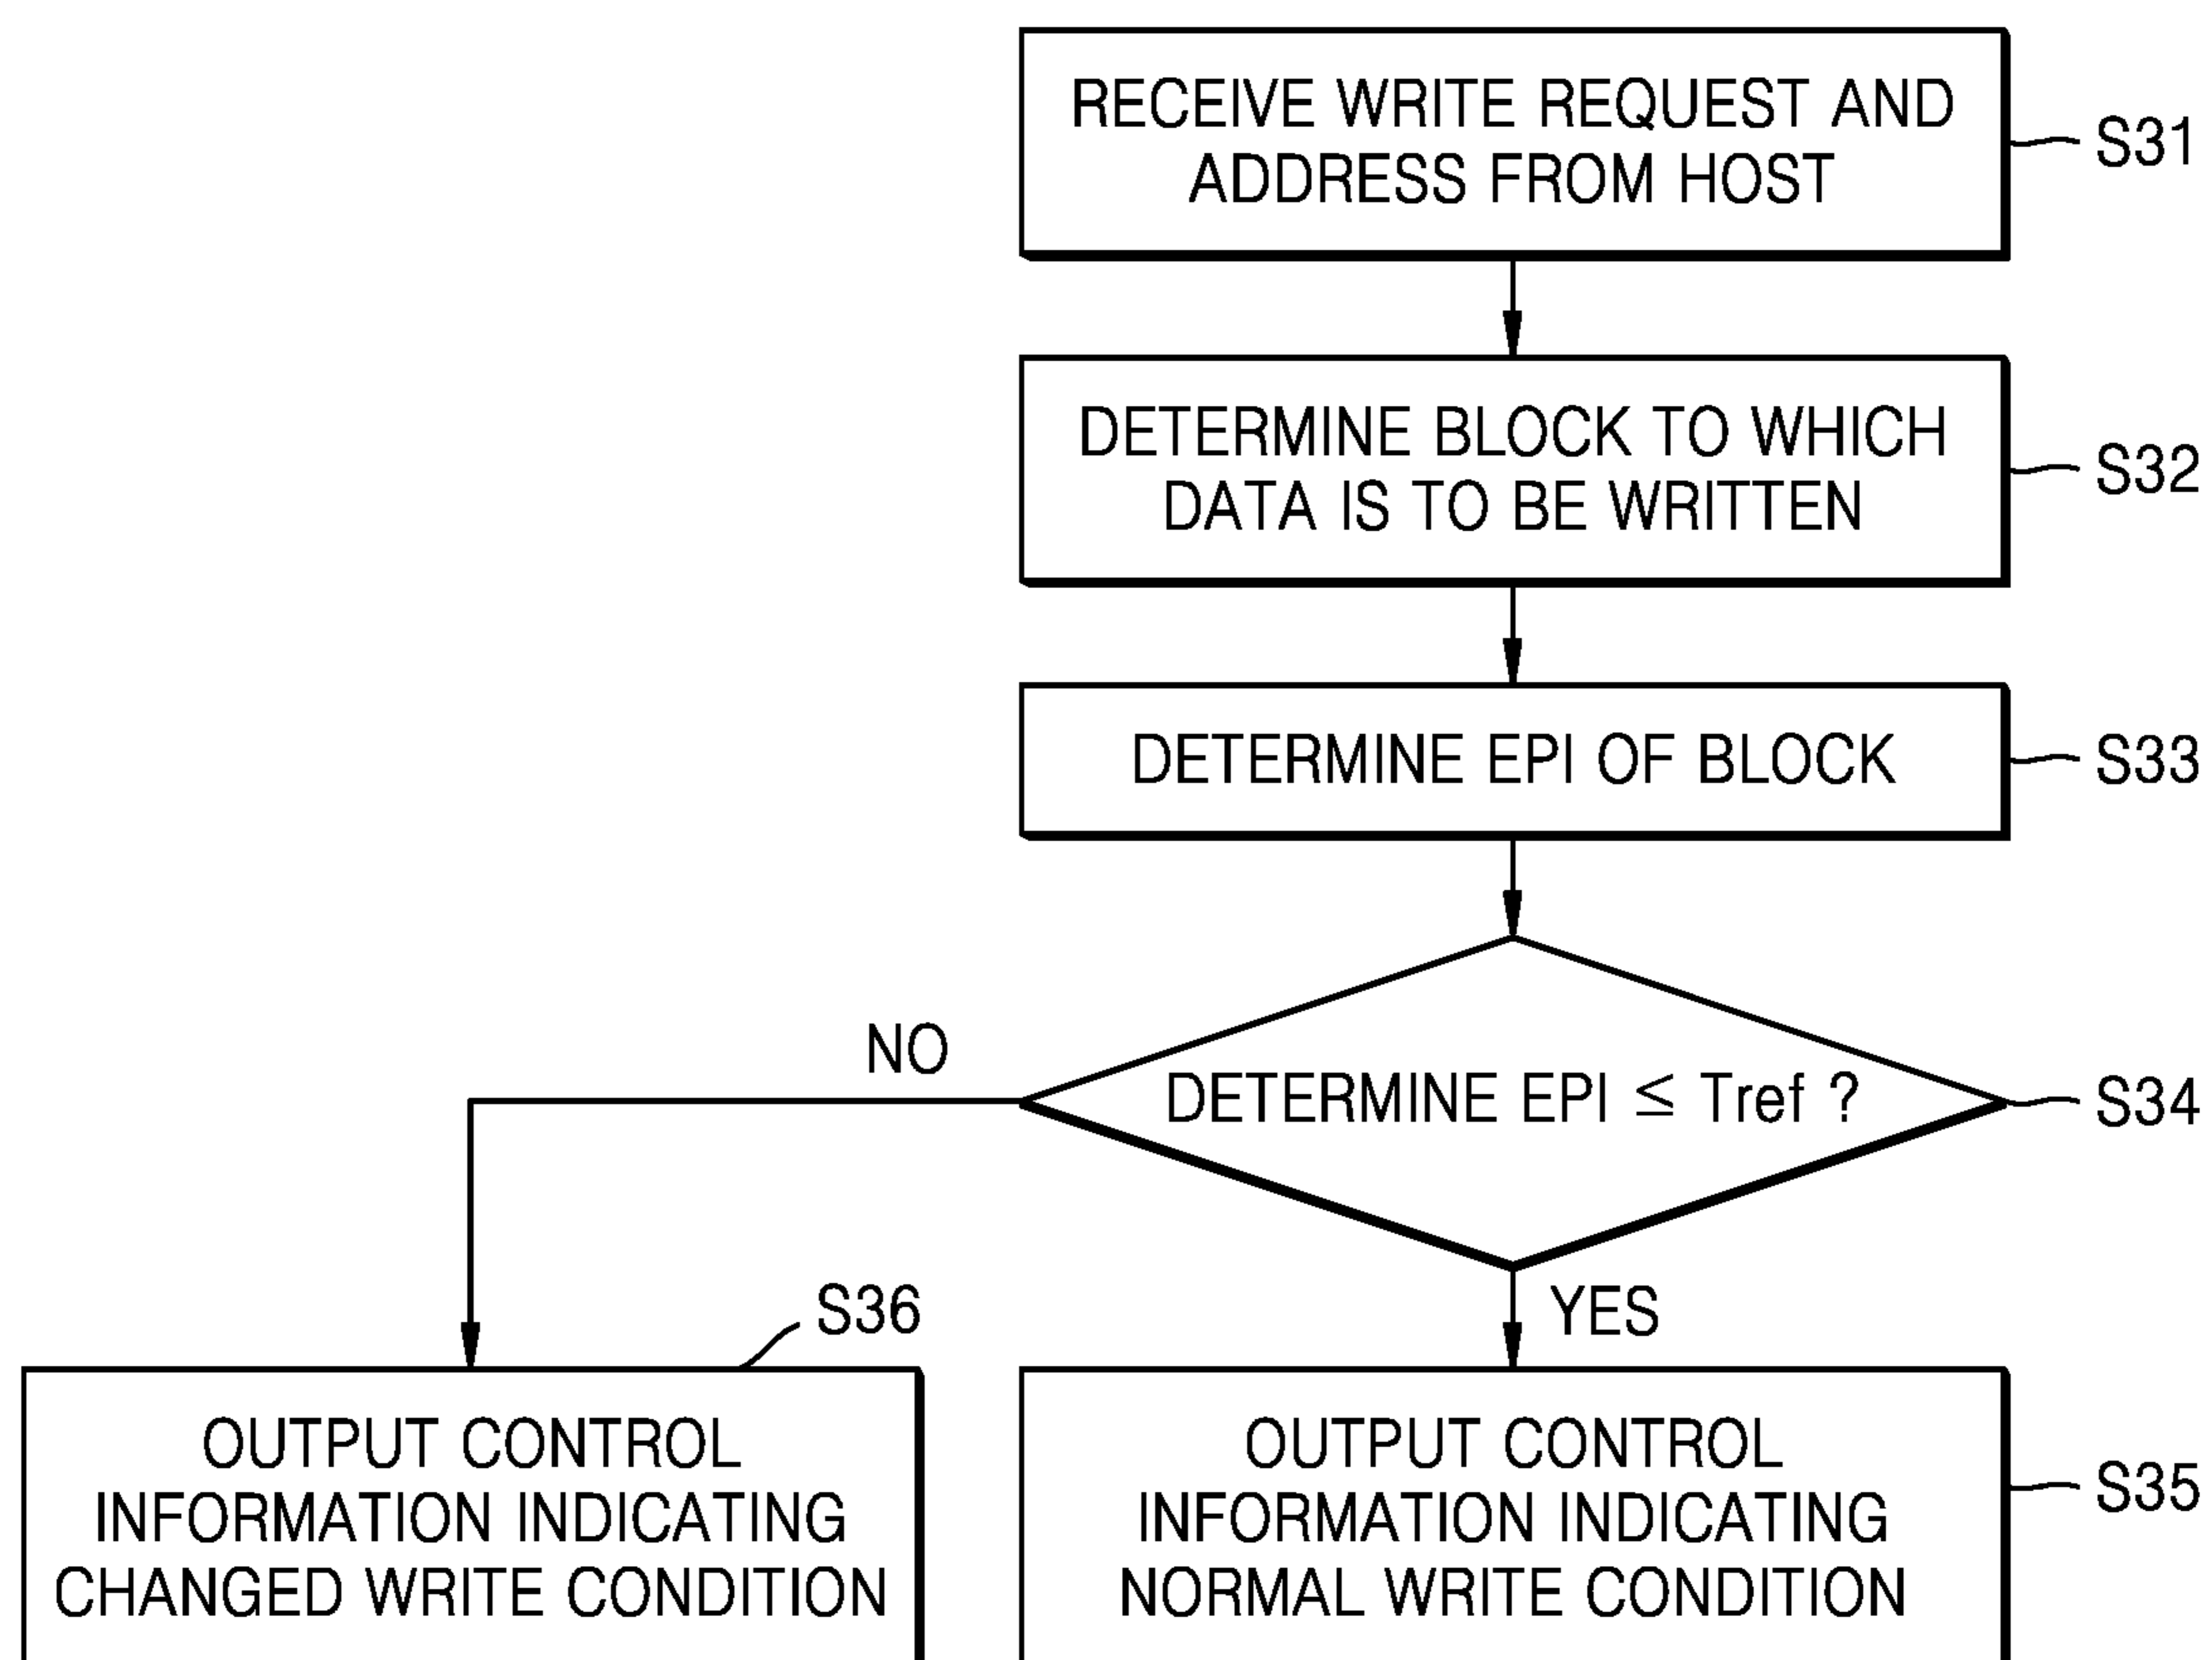 RECEIVE WRITE REQUEST AND
ADDRESS FROM HOST
S31
DETERMINE BLOCK TO WHICH
DATA IS TO BE WRITTEN
S32
DETERMINE EPI OF BLOCK
S33
NO
DETERMINE EPI ≤ Tref ?
S34
S36
YES
OUTPUT CONTROL
INFORMATION INDICATING
CHANGED WRITE CONDITION
OUTPUT CONTROL
INFORMATION INDICATING
NORMAL WRITE CONDITION
S35